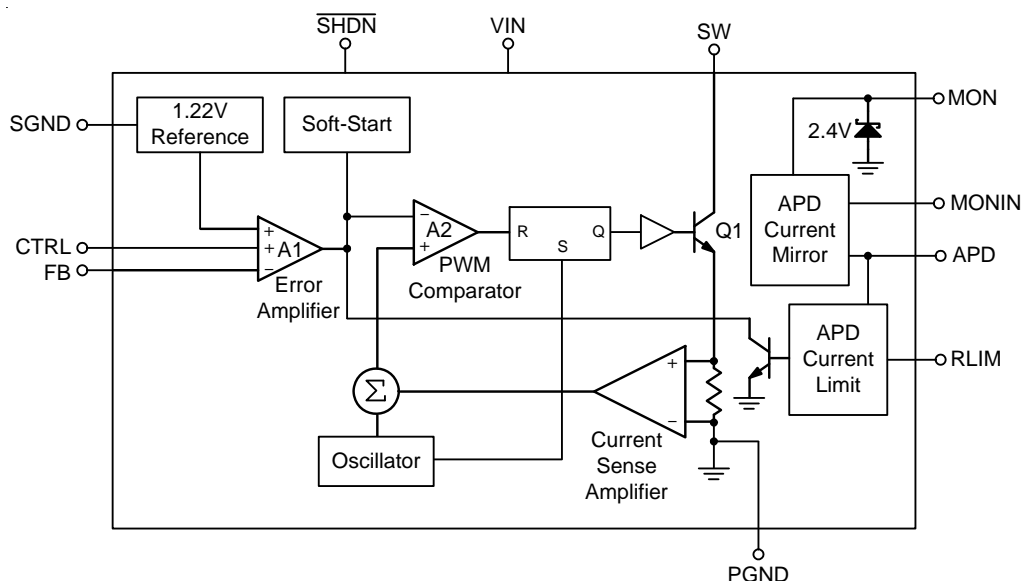 SHDN
VIN
SW
1.22V
Reference
Soft-Start
SGND
MON
2.4V
APD
Current
Mirror
MONIN
CTRL
FB
+
+
−
A1
Error
Amplifier
−
A2
+
PWM
Comparator
R
S
Q
Q1
APD
APD
Current
Limit
RLIM
Σ
+
−
Oscillator
Current
Sense
Amplifier
PGND